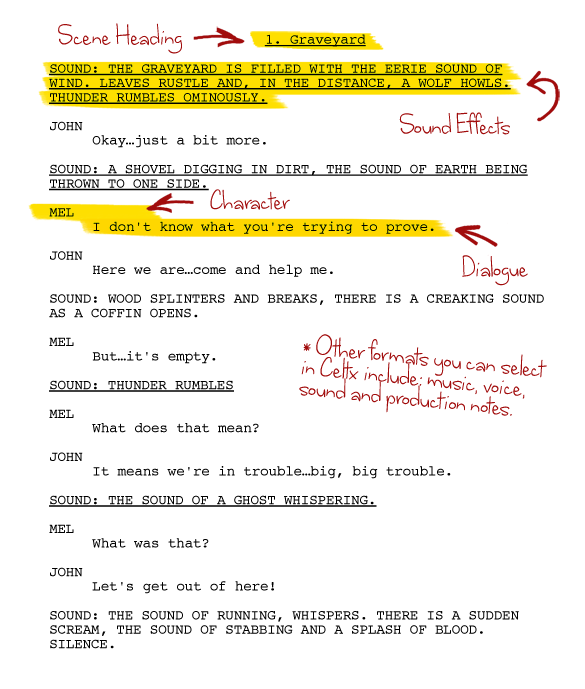 Scene Heading
1. Graveyard
SOUND: THE GRAVEYARD IS FILLED WITH THE EERIE SOUND OF
WIND. LEAVES RUSTLE AND, IN THE DISTANCE, A WOLF HOWLS.
THUNDER RUMBLES OMINOUSLY.
Sound Effects
JOHN
Okay…just a bit more.
SOUND: A SHOVEL DIGGING IN DIRT, THE SOUND OF EARTH BEING
THROWN TO ONE SIDE.
Character
MEL
I don't know what you're trying to prove.
Dialogue
JOHN
Here we are…come and help me.
SOUND: WOOD SPLINTERS AND BREAKS, THERE IS A CREAKING SOUND
AS A COFFIN OPENS.
MEL
But…it's empty.
* Other formats you can select
in Celtx include; music, voice,
sound and production notes.
SOUND: THUNDER RUMBLES
MEL
What does that mean?
JOHN
It means we're in trouble…big, big trouble.
SOUND: THE SOUND OF A GHOST WHISPERING.
MEL
What was that?
JOHN
Let's get out of here!
SOUND: THE SOUND OF RUNNING, WHISPERS. THERE IS A SUDDEN
SCREAM, THE SOUND OF STABBING AND A SPLASH OF BLOOD.
SILENCE.